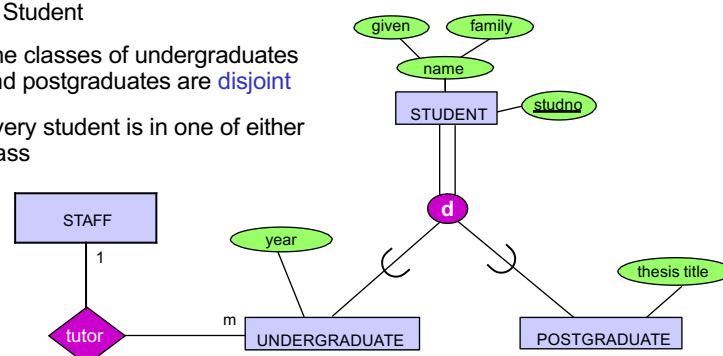 Student
ne classes of undergraduates
nd postgraduates are disjoint
very student is in one of either
ass
given
family
name
STUDENT
studno
d
STAFF
1
year
thesis title
tutor
m
UNDERGRADUATE
POSTGRADUATE